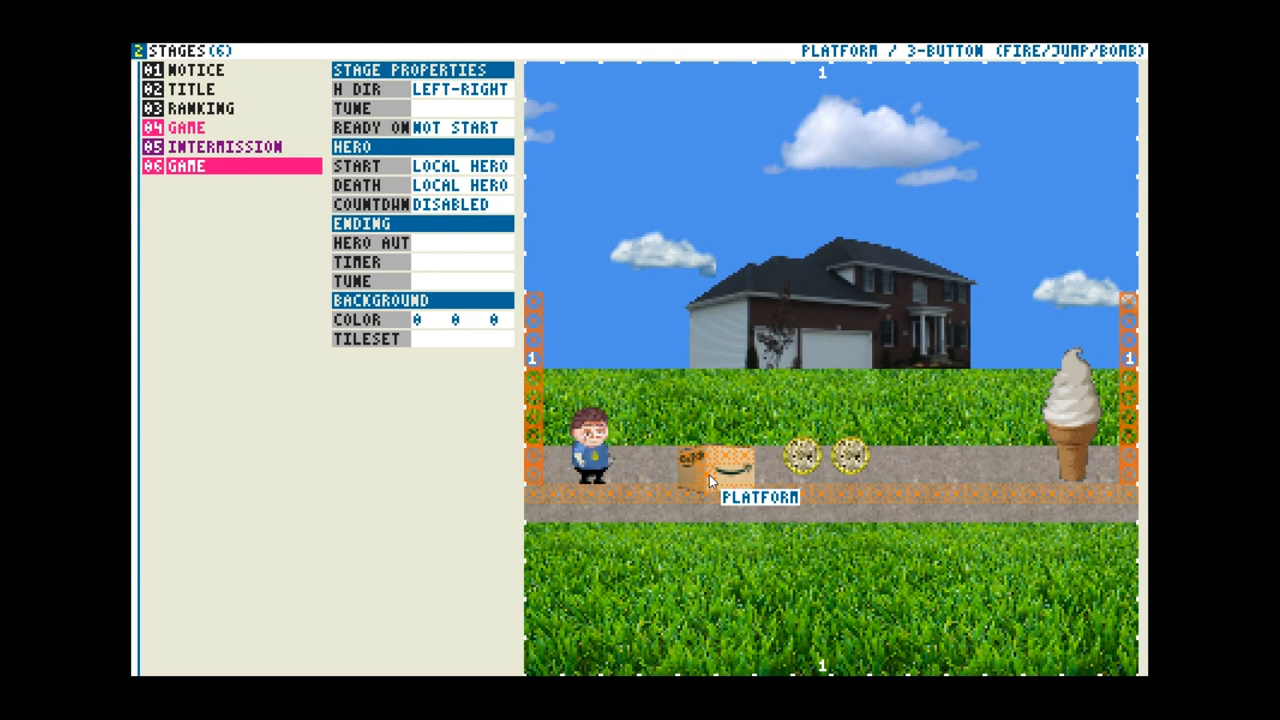 2 STAGES(6)
PLATFORM / 3-BUTTON (FIRE/JUMP/BOMB)
01 NOTICE
02 TITLE
03 RANKING
04 GAME
05 INTERMISSION
06 GAME
STAGE PROPERTIES
H DIR LEFT-RIGHT
TUNE
READY ON NOT START
HERO
START LOCAL HERO
DEATH LOCAL HERO
COUNTDWN DISABLED
ENDING
HERO AUT
TIMER
TUNE
BACKGROUND
COLOR 0 0 0
TILESET
1
1
1
PLATFORM
1